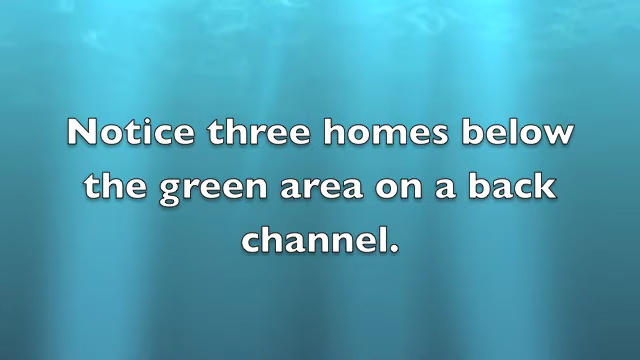 Notice three homes below
the green area on a back
channel.